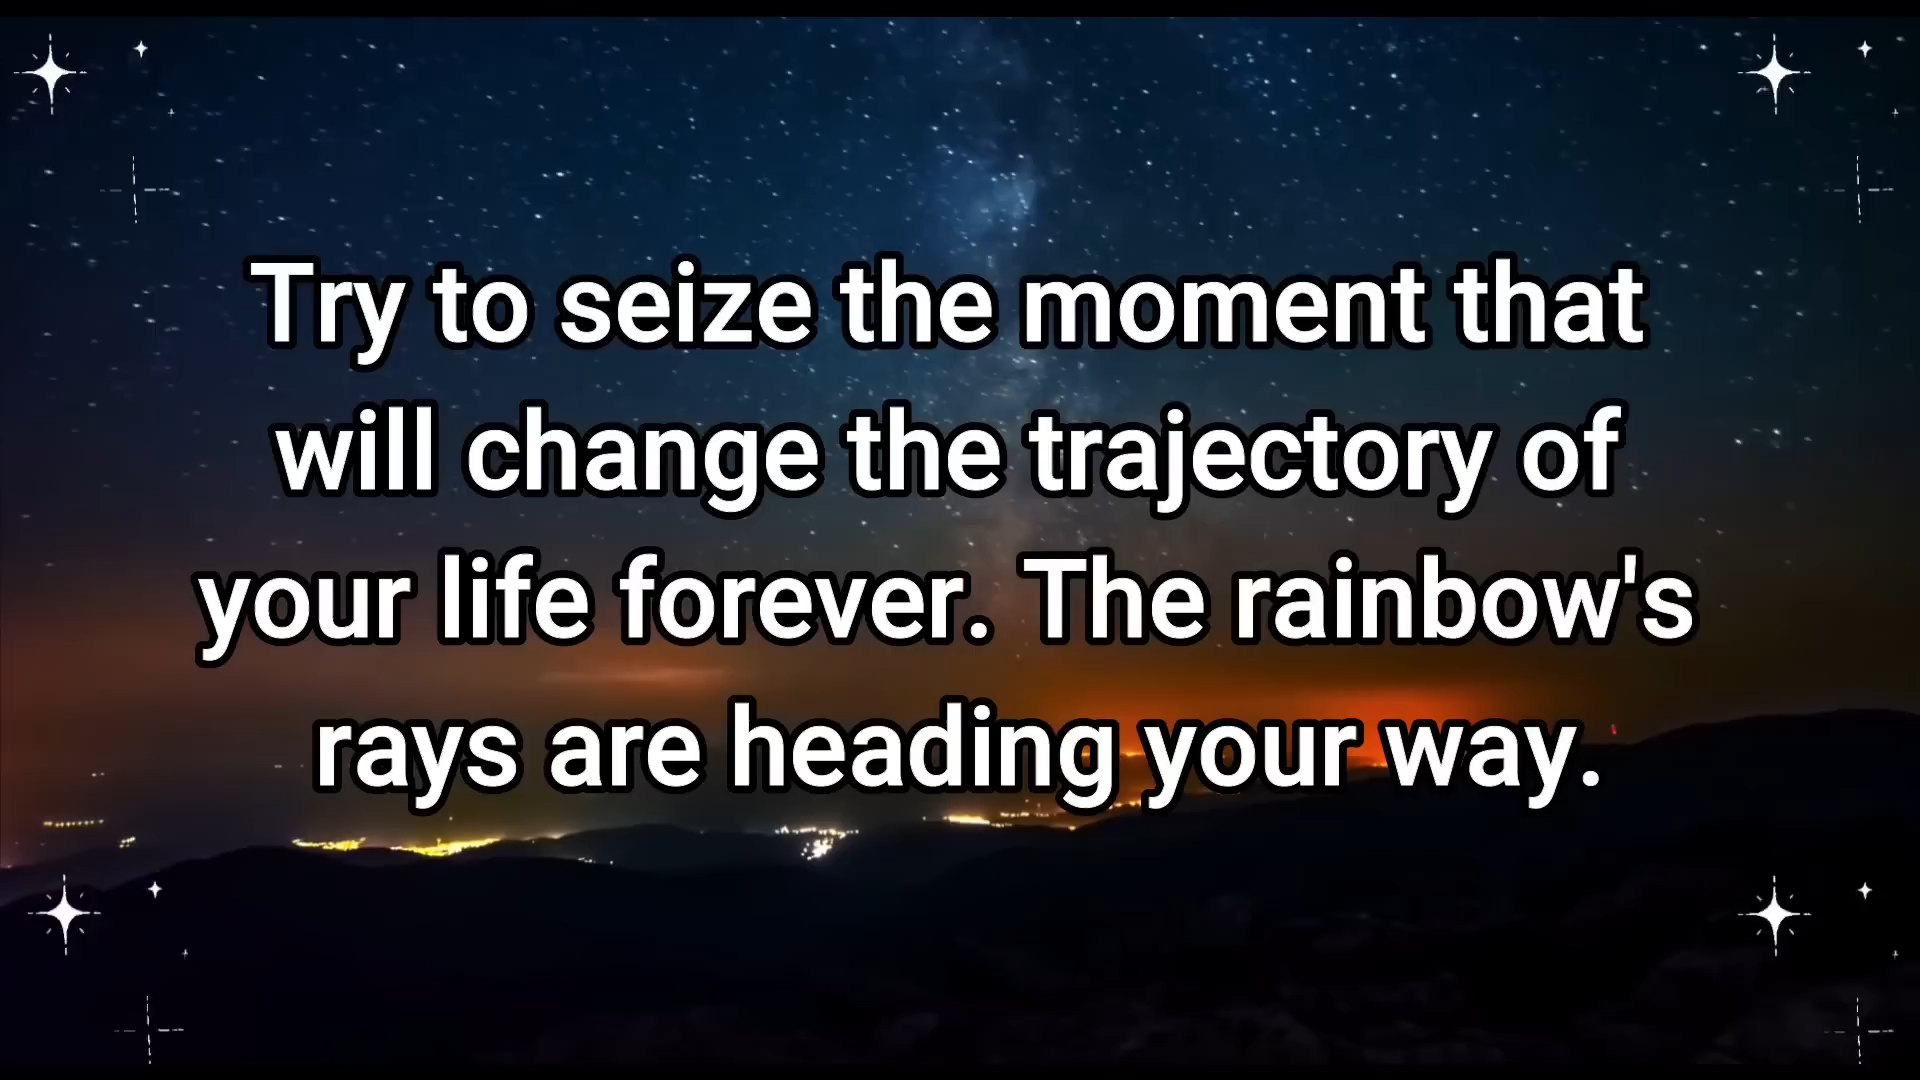 Try to seize the moment that
will change the trajectory of
your life forever. The rainbow's
rays are heading your way.